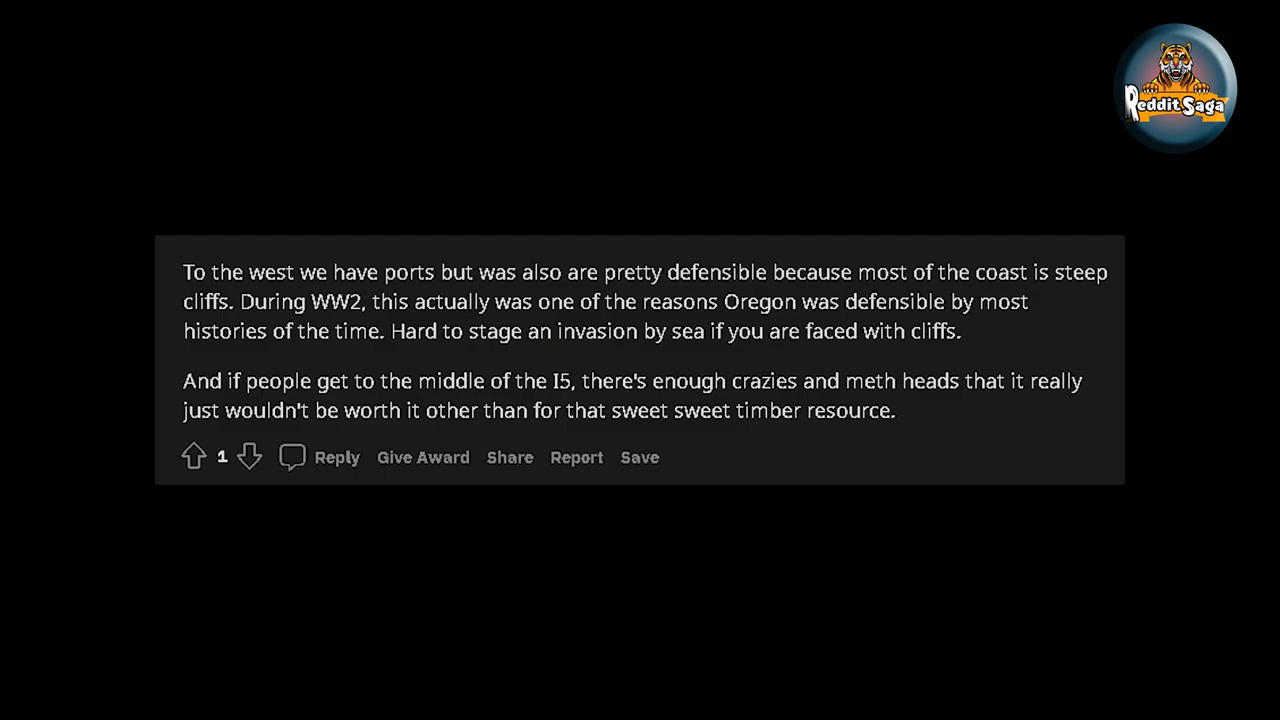 Reddit Saga
To the west we have ports but was also are pretty defensible because most of the coast is steep
cliffs. During WW2, this actually was one of the reasons Oregon was defensible by most
histories of the time. Hard to stage an invasion by sea if you are faced with cliffs.
And if people get to the middle of the I5, there's enough crazies and meth heads that it really
just wouldn't be worth it other than for that sweet sweet timber resource.
1 Reply Give Award Share Report Save